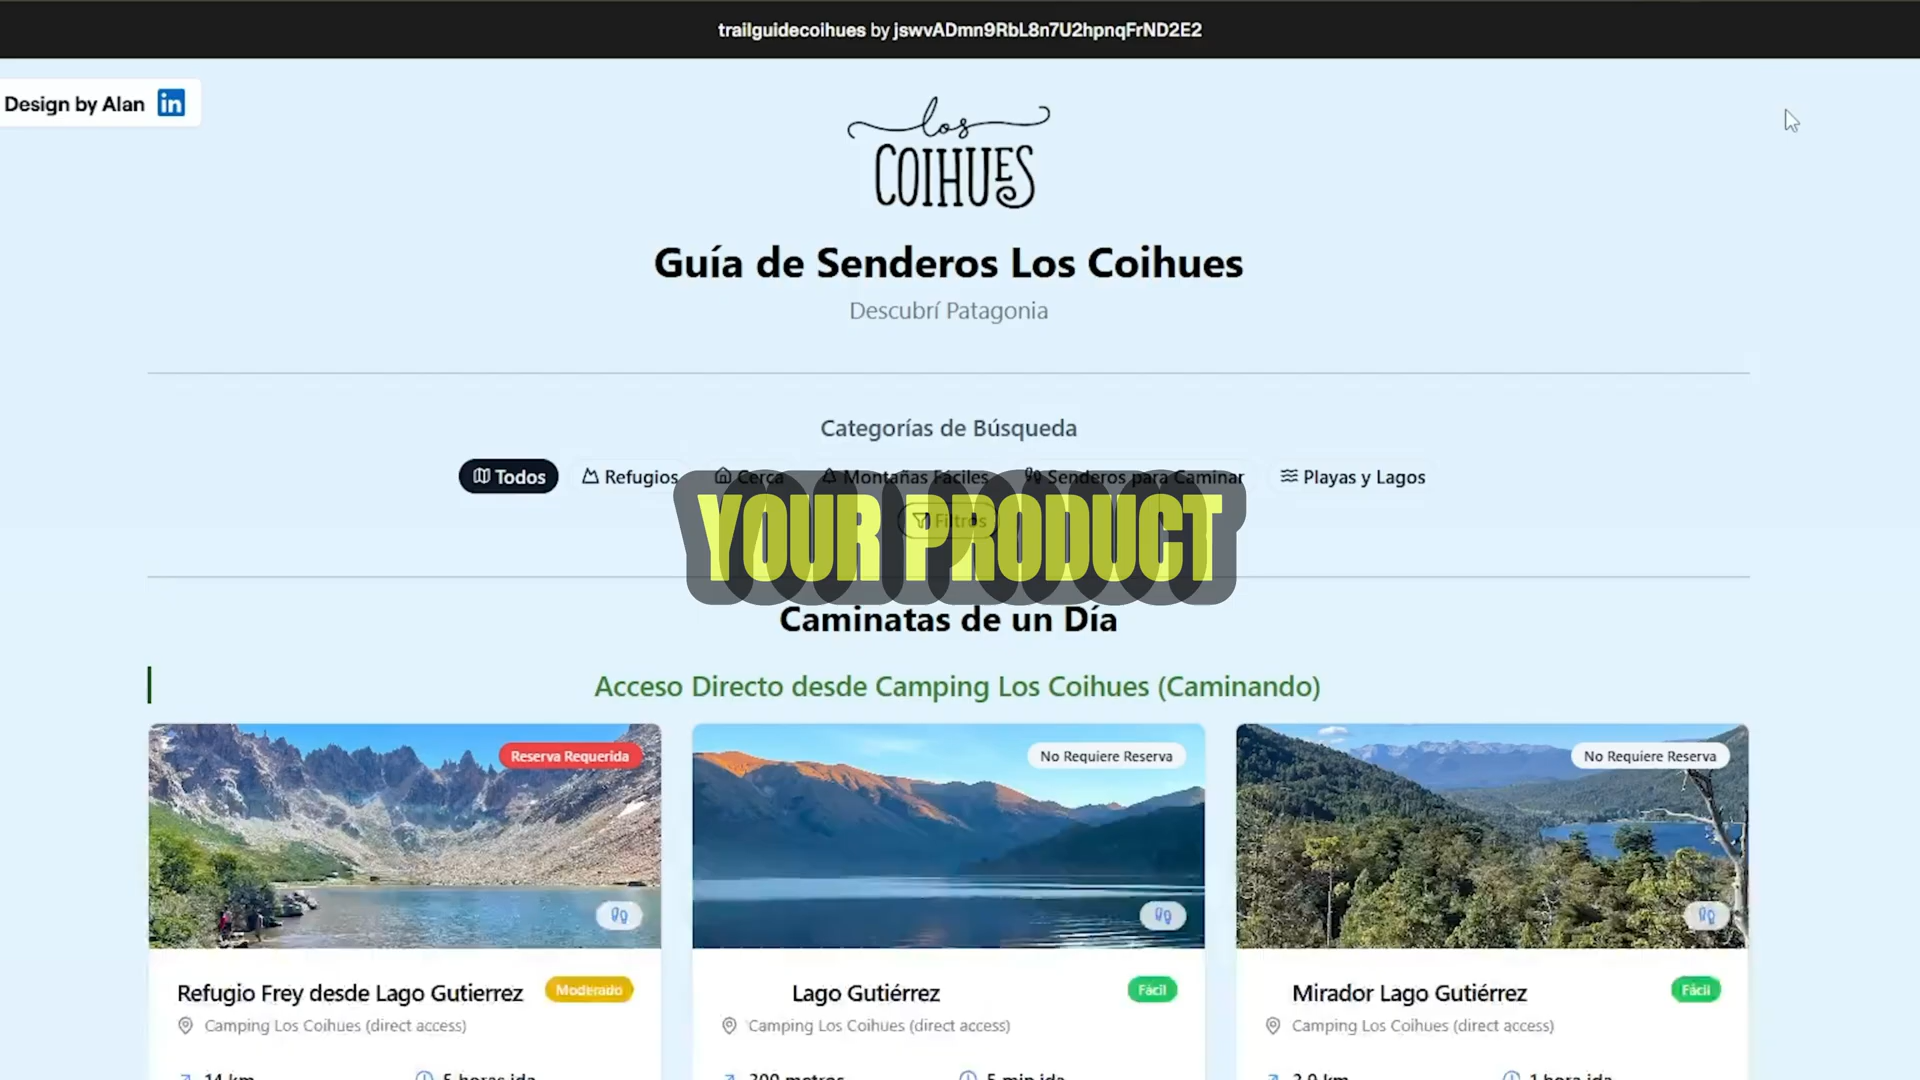 trailguidecoihues by jswvADmn9RbL8n7U2hpnqFrND2E2
Design by Alan in
los
COIHUES
Guía de Senderos Los Coihues
Descubrí Patagonia
Categorías de Búsqueda
Todos Refugios Cerca Montañas Fáciles Senderos para Caminar Playas y Lagos
Filtros
YOUR PRODUCT
Caminatas de un Día
Acceso Directo desde Camping Los Coihues (Caminando)
Reserva Requerida No Requiere Reserva No Requiere Reserva
Refugio Frey desde Lago Gutierrez Moderado Lago Gutiérrez Fácil Mirador Lago Gutiérrez Fácil
Camping Los Coihues (direct access) Camping Los Coihues (direct access) Camping Los Coihues (direct access)
14 km 5 horas ida 300 metros 5 min ida 1 hora ida